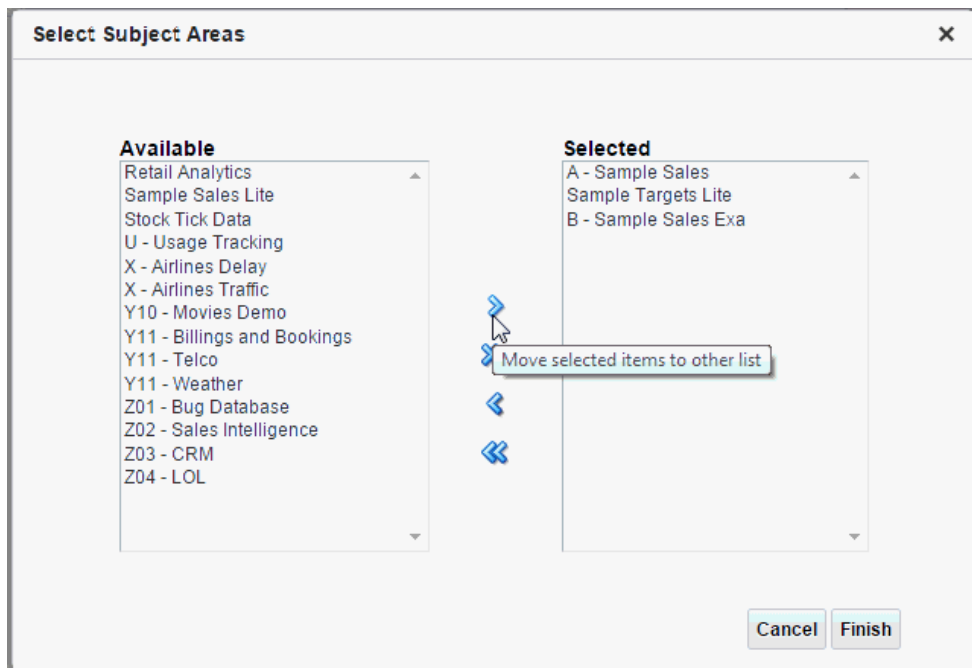 Select Subject Areas
Available
Retail Analytics
Sample Sales Lite
Stock Tick Data
U - Usage Tracking
X - Airlines Delay
X - Airlines Traffic
Y10 - Movies Demo
Y11 - Billings and Bookings
Y11 - Telco
Y11 - Weather
Z01 - Bug Database
Z02 - Sales Intelligence
Z03 - CRM
Z04 - LOL
Move selected items to other list
Selected
A - Sample Sales
Sample Targets Lite
B - Sample Sales Exa
Cancel
Finish